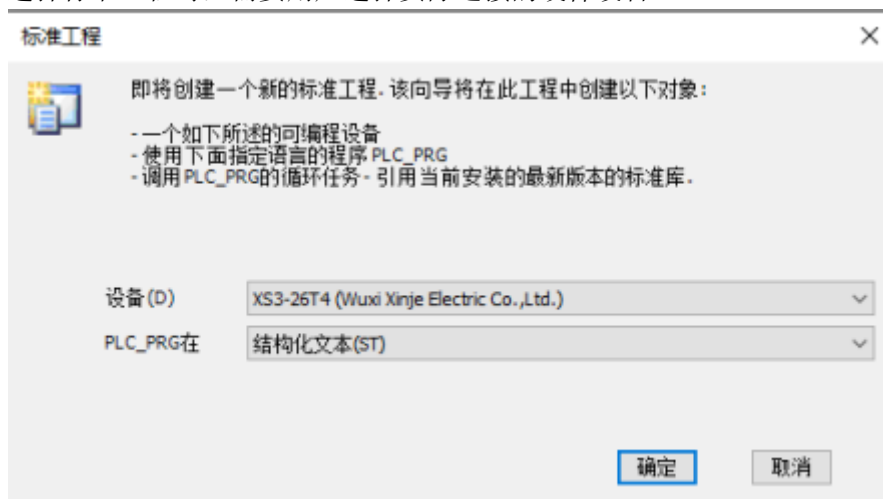 标准工程
即将创建一个新的标准工程. 该向导将在此工程中创建以下对象:
- 一个如下所述的可编程设备
- 使用下面指定语言的程序 PLC_PRG
- 调用 PLC_PRG的循环任务 - 引用当前安装的最新版本的标准库.
设备(D) XS3-26T4 (Wuxi Xinje Electric Co.,Ltd.)
PLC_PRG在 结构化文本(ST)
确定 取消